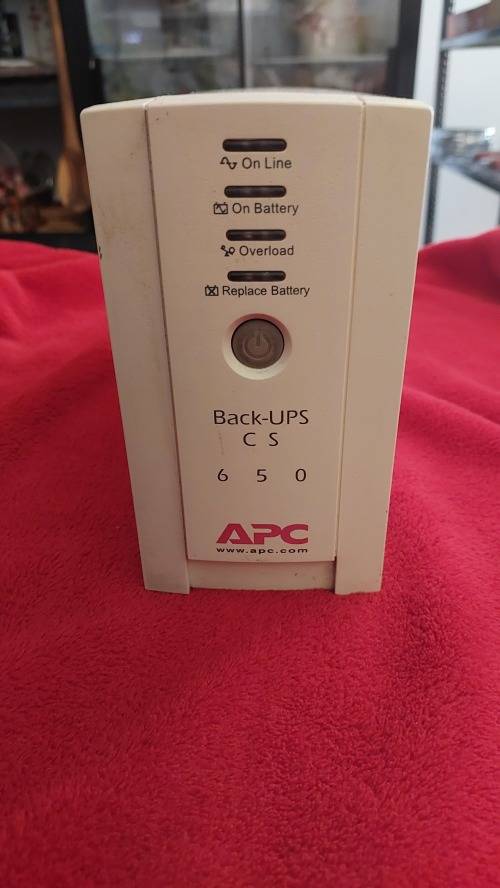 On Line
On Battery
Overload
Replace Battery
Back-UPS
CS
650
APC
www.apc.com